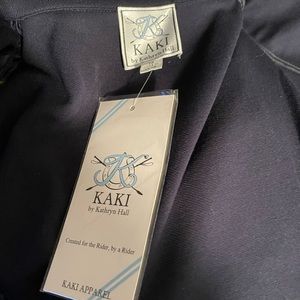 KAKI
by Kathryn Hall
KAKI
by Kathryn Hall
Created for the Rider, by a Rider
KAKI APPAREL